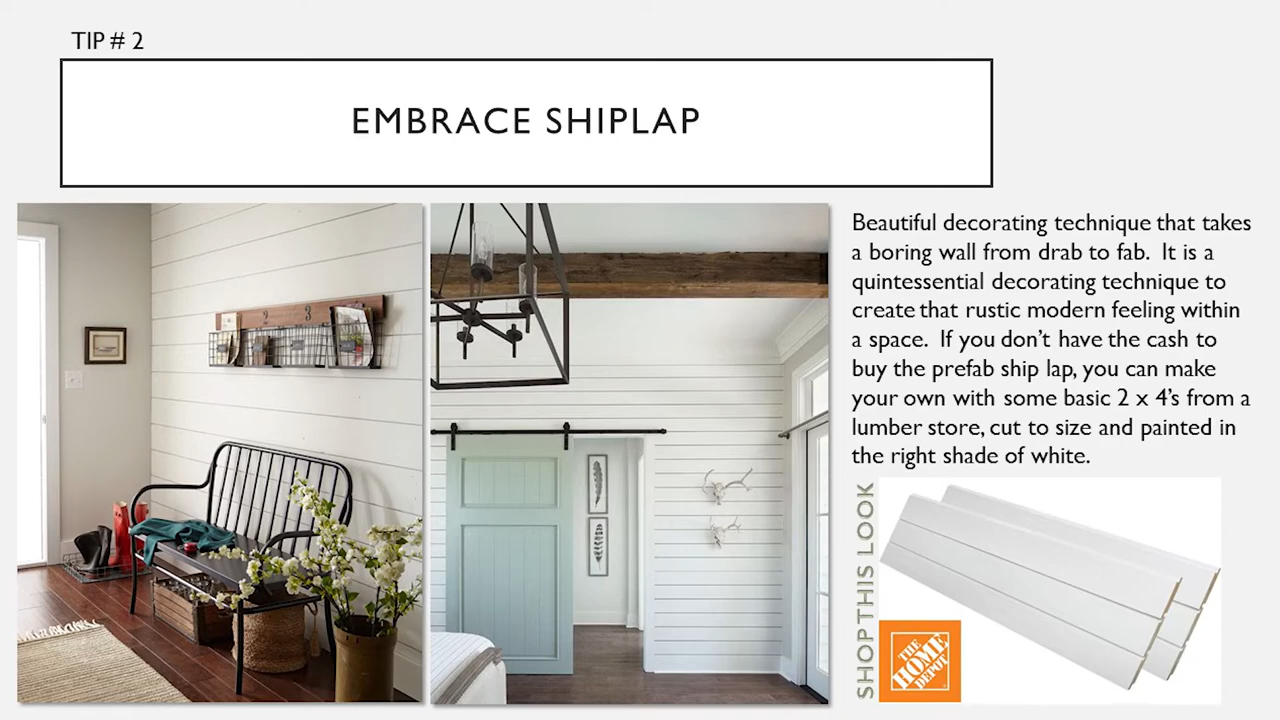 TIP # 2
EMBRACE SHIPLAP
2 3
Beautiful decorating technique that takes
a boring wall from drab to fab. It is a
quintessential decorating technique to
create that rustic modern feeling within
a space. If you don't have the cash to
buy the prefab ship lap, you can make
your own with some basic 2 x 4's from a
lumber store, cut to size and painted in
the right shade of white.
SHOP THIS LOOK
THE
HOME
DEPOT